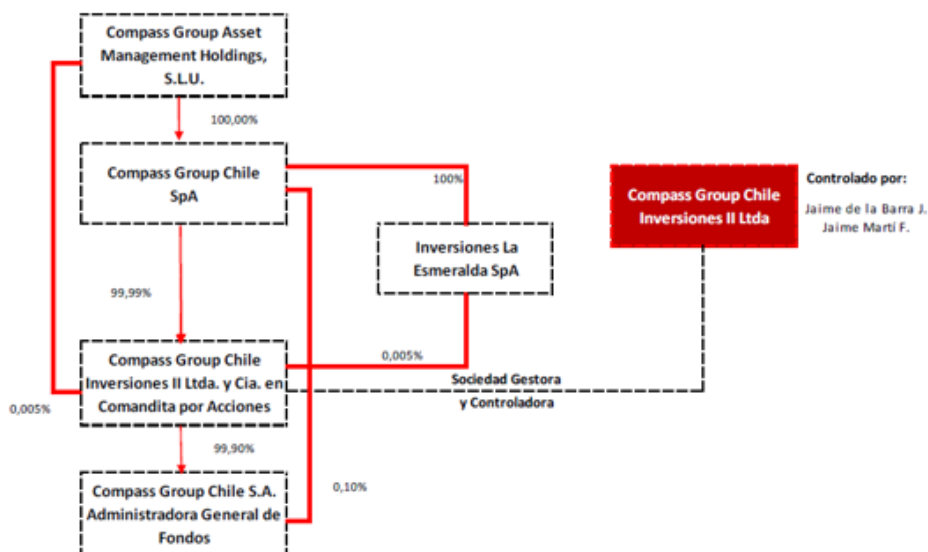 Compass Group Asset
Management Holdings,
S.L.U.
100,00%
Compass Group Chile
SpA
100%
Compass Group Chile
Inversiones II Ltda
Controlado por:
Jaime de la Barra J.
Jaime Martí F.
Inversiones La
Esmeralda SpA
99,99%
Compass Group Chile
Inversiones II Ltda. y Cia. en
Comandita por Acciones
0,005%
0,005%
Sociedad Gestora
y Controladora
99,90%
Compass Group Chile S.A.
Administradora General de
Fondos
0,10%